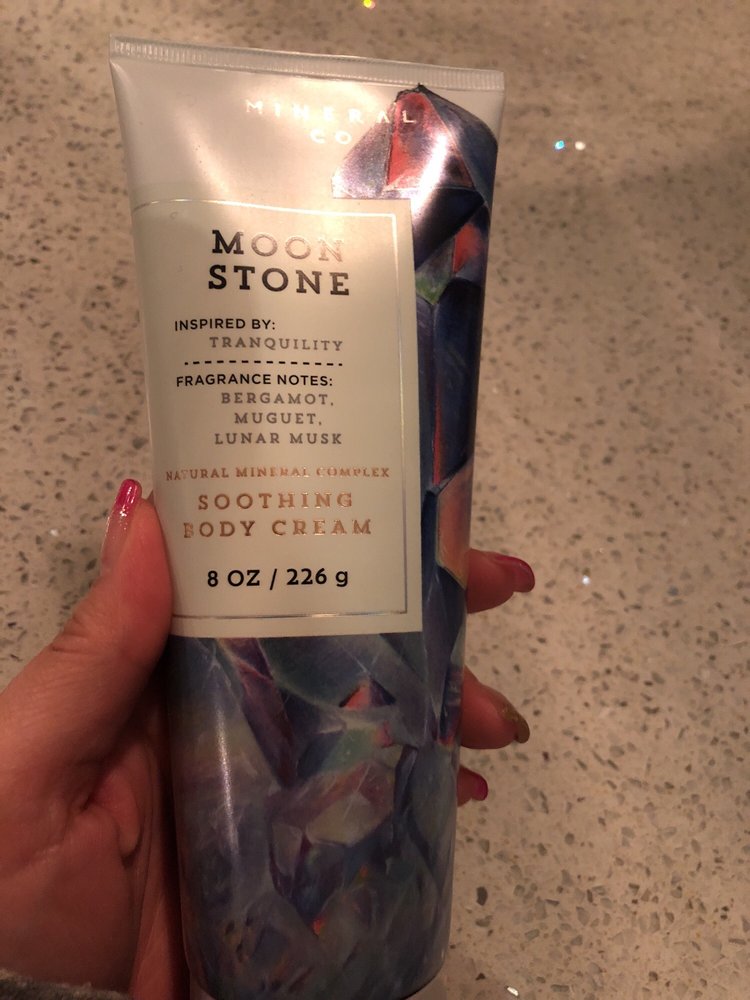 MINERAL
CO
MOON
STONE
INSPIRED BY:
TRANQUILITY
FRAGRANCE NOTES:
BERGAMOT,
MUGUET,
LUNAR MUSK
NATURAL MINERAL COMPLEX
SOOTHING
BODY CREAM
8 OZ / 226 g